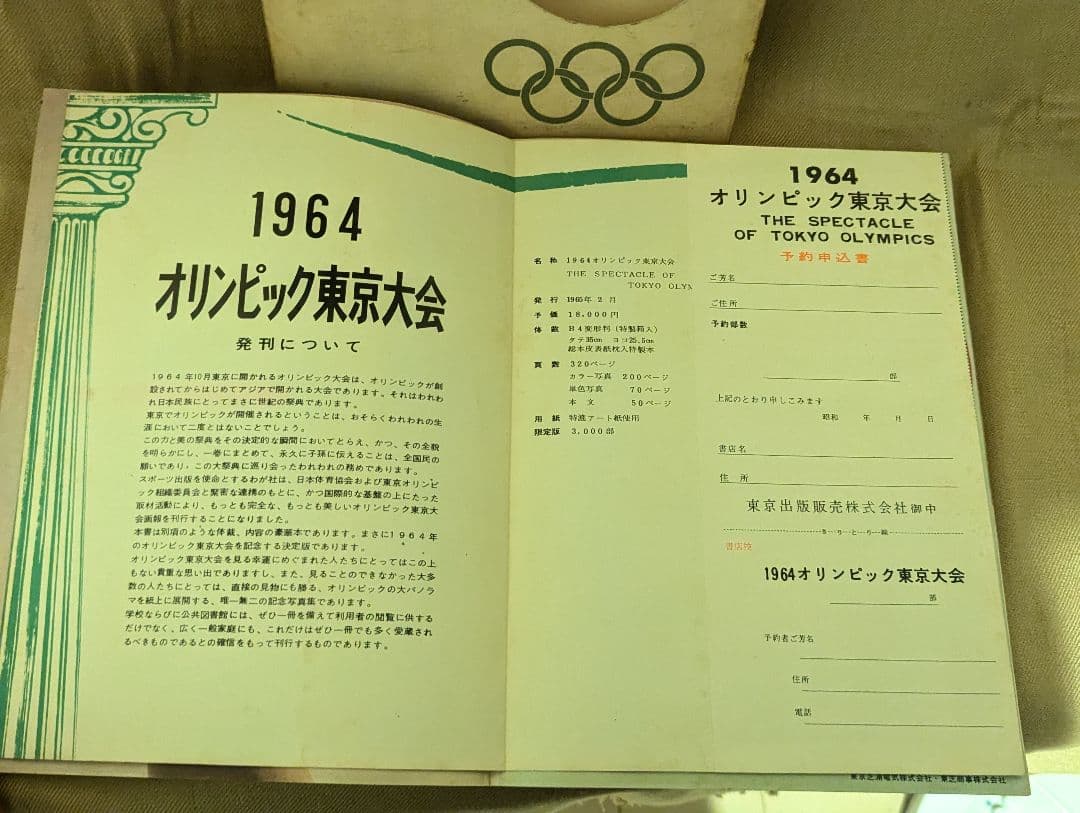 1964
オリンピック東京大会
発刊について
1964年10月東京に開かれるオリンピック大会は、オリンピックが創
設されてからはじめてアジアで開かれる大会であります。それはわれわ
れ日本民族にとってまさに世紀の祭典であります。
東京でオリンピックが開催されるということは、おそらくわれわれの生
涯において二度とはないことでしょう。
この力と美の祭典をその決定的な瞬間においてとらえ、かつ、その全貌
を明らかにし、一巻にまとめて、永久に子孫に伝えることは、全国民の
願いであり、この大祭典に巡り会ったわれわれの務めであります。
スポーツ出版を使命とするわが社は、日本体育協会および東京オリンピ
ック組織委員会と緊密な連携のもとに、かつ国際的な基盤の上にたった
取材活動により、もっとも完全な、もっとも美しいオリンピック東京大
会画報を刊行することになりました。
本書は別項のような体裁、内容の豪華本であります。まさに1964年
のオリンピック東京大会を記念する決定版であります。
オリンピック東京大会を見る幸運にめぐまれた人たちにとってはこの上
もない貴重な思い出でありますし、また、見ることのできなかった大多
数の人たちにとっては、直接の見物にも勝る、オリンピックの大パノラ
マを紙上に展開する、唯一無二の記念写真集であります。
学校ならびに公共図書館には、ぜひ一冊を備えて利用者の閲覧に供する
だけでなく、広く一般家庭にも、これだけはぜひ一冊でも多く愛蔵され
るべきものであるとの確信をもって刊行するものであります。
名称 1964オリンピック東京大会
THE SPECTACLE OF
TOKYO OLYM
発行 1965年2月
予価 18,000円
体裁 B4変形判（特製箱入）
タテ35cm ヨコ25.5cm
総本皮表紙枕入特製本
頁数 320ページ
カラー写真 200ページ
単色写真 70ページ
本文 50ページ
用紙 特漉アート紙使用
限定版 3,000部
1964
オリンピック東京大会
THE SPECTACLE
OF TOKYO OLYMPICS
予約申込書
ご芳名
ご住所
予約部数
部
上記のとおり申しこみます
昭和 年 月 日
書店名
住所
東京出版販売株式会社御中
き・り・と・り・線
書店控
1964オリンピック東京大会
部
予約者ご芳名
住所
電話
東京芝浦電気株式会社・東芝商事株式会社